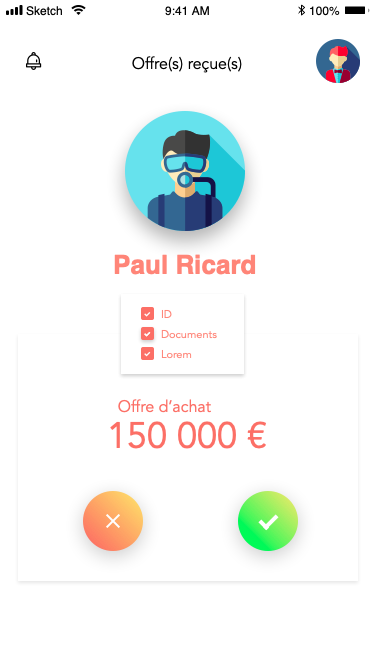 Sketch 9:41 AM 100%
Offre(s) reçue(s)
Paul Ricard
ID
Documents
Lorem
Offre d’achat
150 000 €